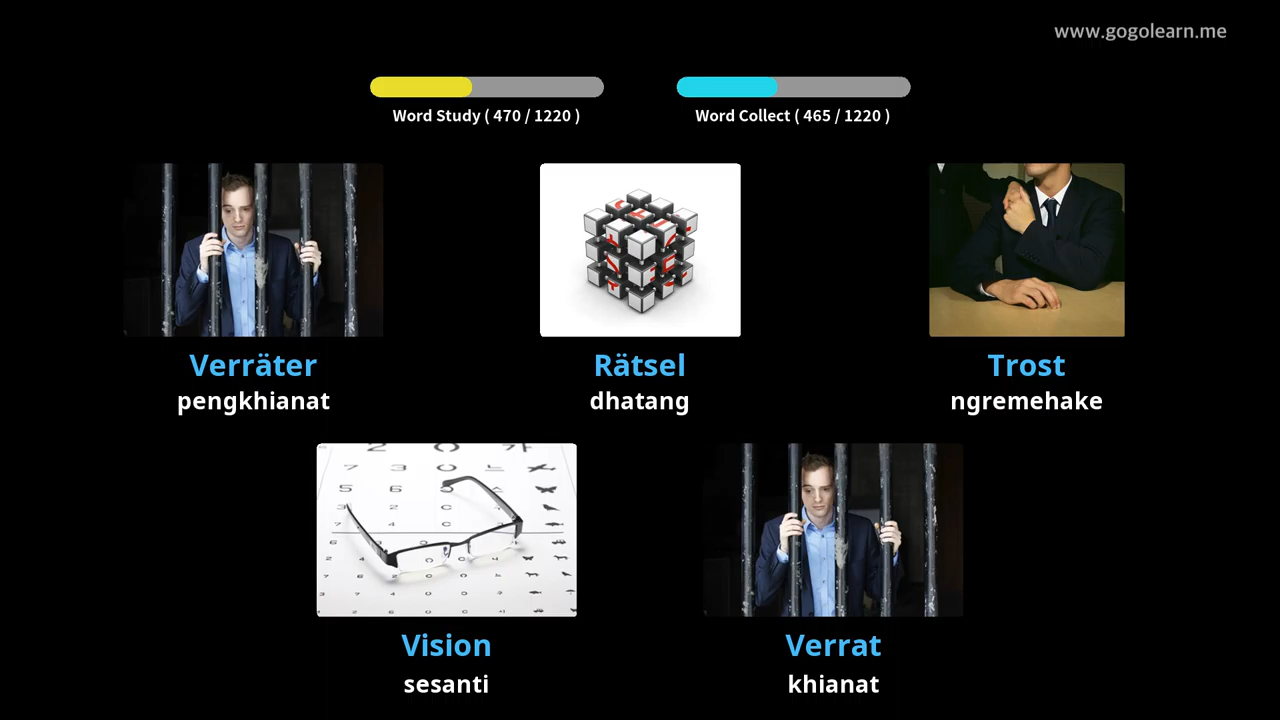 www.gogolearn.me
Word Study ( 470 / 1220 )
Word Collect ( 465 / 1220 )
Verräter
pengkhianat
Rätsel
dhatang
Trost
ngremehake
Vision
sesanti
Verrat
khianat